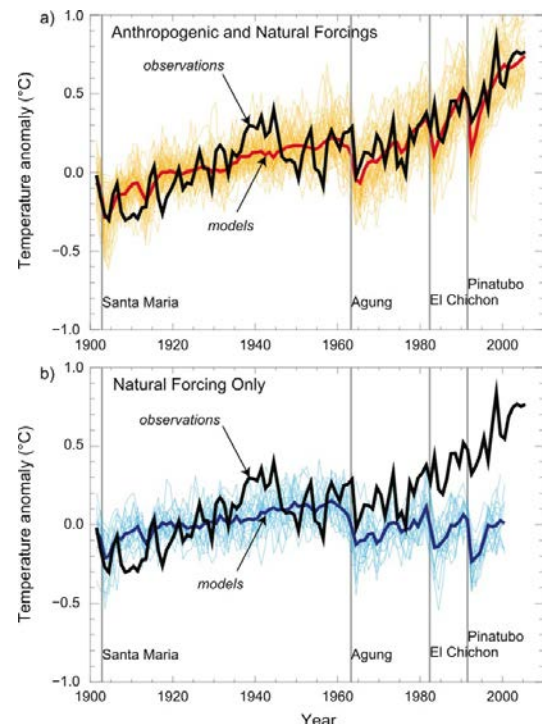 a)
Anthropogenic and Natural Forcings
observations
models
Santa Maria
Agung
El Chichon
Pinatubo
Temperature anomaly (°C)
1.0
0.5
0.0
−0.5
−1.0
1900 1920 1940 1960 1980 2000
b)
Natural Forcing Only
observations
models
Santa Maria
Agung
El Chichon
Pinatubo
Temperature anomaly (°C)
1.0
0.5
0.0
−0.5
−1.0
1900 1920 1940 1960 1980 2000
Year